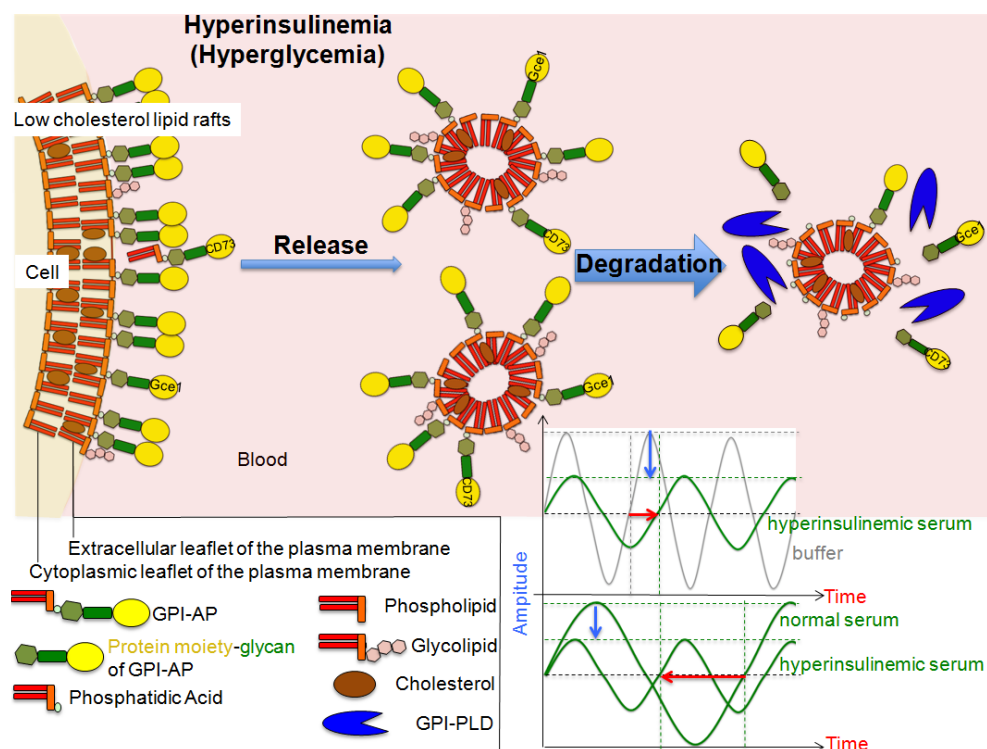 Hyperinsulinemia
(Hyperglycemia)
Gce1
Low cholesterol lipid rafts
CD73
Release
Cell
CD73
Degradation
Gce1
CD73
Gce1
Gce1
Blood
CD73
hyperinsulinemic serum
buffer
Extracellular leaflet of the plasma membrane
Cytoplasmic leaflet of the plasma membrane
GPI-AP
Protein moiety-glycan
of GPI-AP
Phosphatidic Acid
Phospholipid
Glycolipid
Cholesterol
GPI-PLD
Ampitude
Time
normal serum
hyperinsulinemic serum
Time